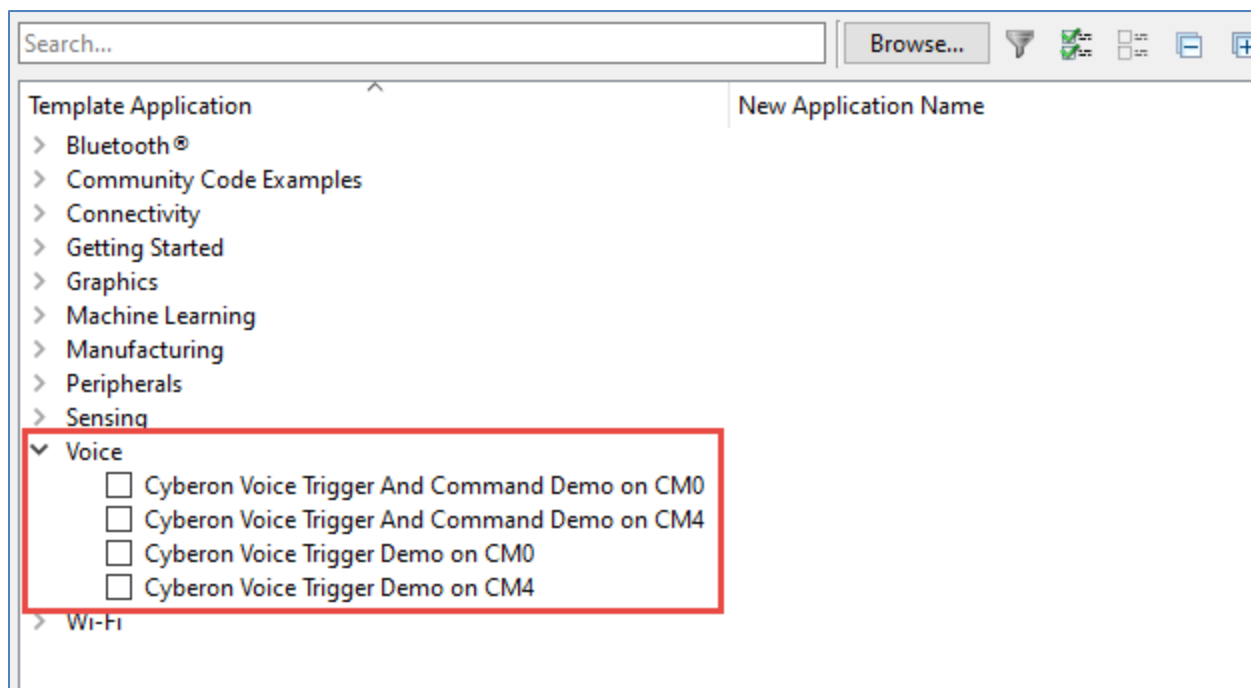 Search...
Browse...
Template Application
New Application Name
Bluetooth®
Community Code Examples
Connectivity
Getting Started
Graphics
Machine Learning
Manufacturing
Peripherals
Sensing
Voice
Cyberon Voice Trigger And Command Demo on CM0
Cyberon Voice Trigger And Command Demo on CM4
Cyberon Voice Trigger Demo on CM0
Cyberon Voice Trigger Demo on CM4
Wi-Fi